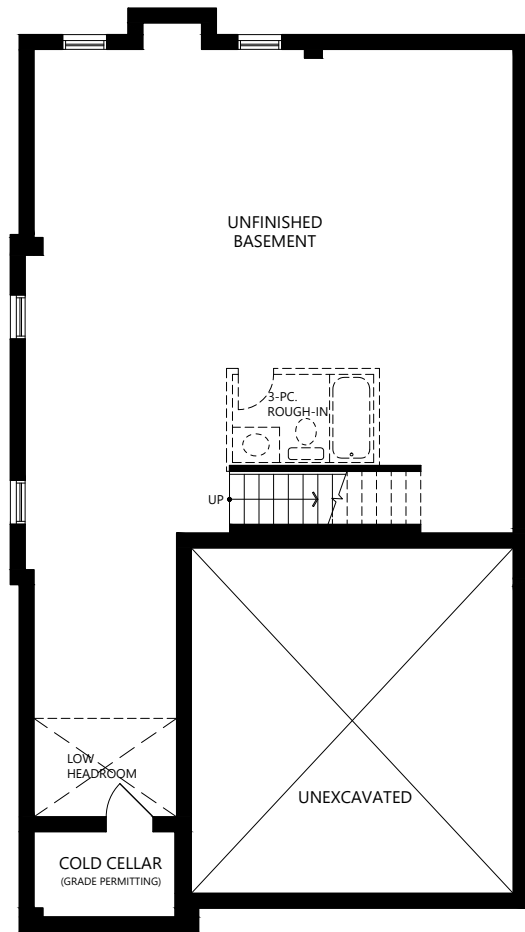 UNFINISHED
BASEMENT
3-PC.
ROUGH-IN
UP
LOW
HEADROOM
UNEXCAVATED
COLD CELLAR
(GRADE PERMITTING)